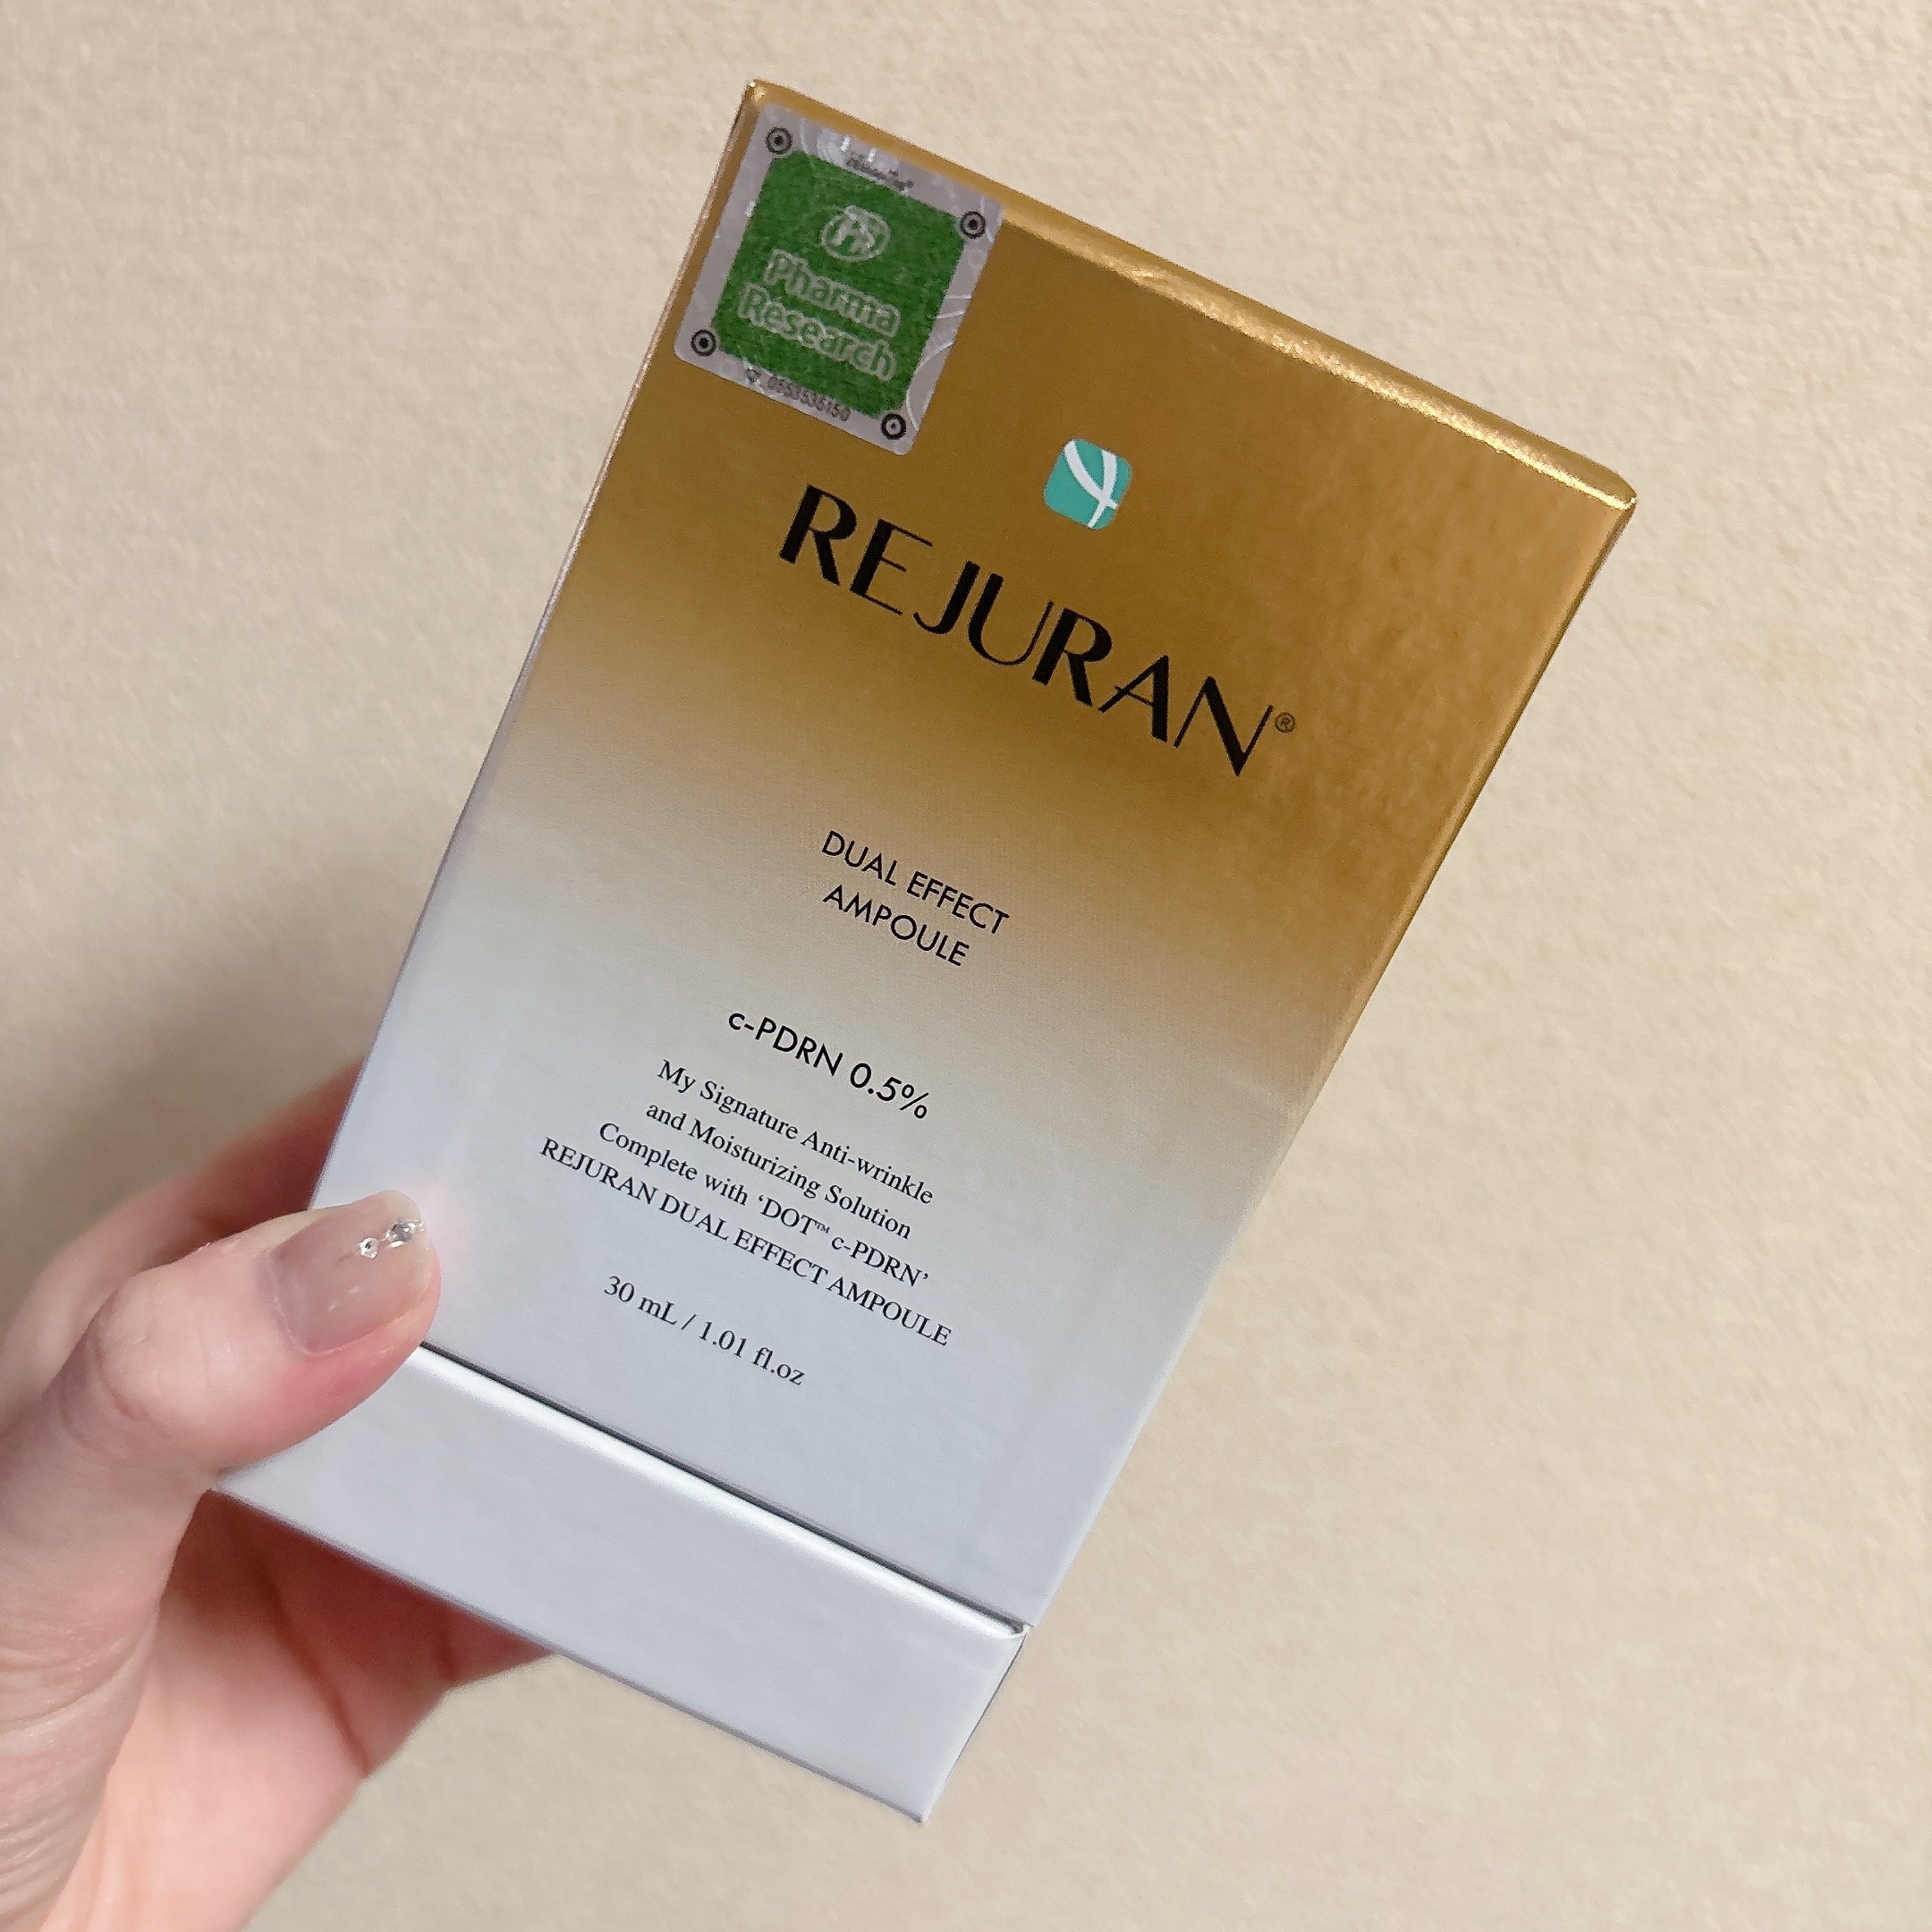 Pharma
Research
0553536150
REJURAN®
DUAL EFFECT
AMPOULE
c-PDRN 0.5%
My Signature Anti-wrinkle
and Moisturizing Solution
Complete with ‘DOT™ c-PDRN’
REJURAN DUAL EFFECT AMPOULE
30 mL / 1.01 fl.oz